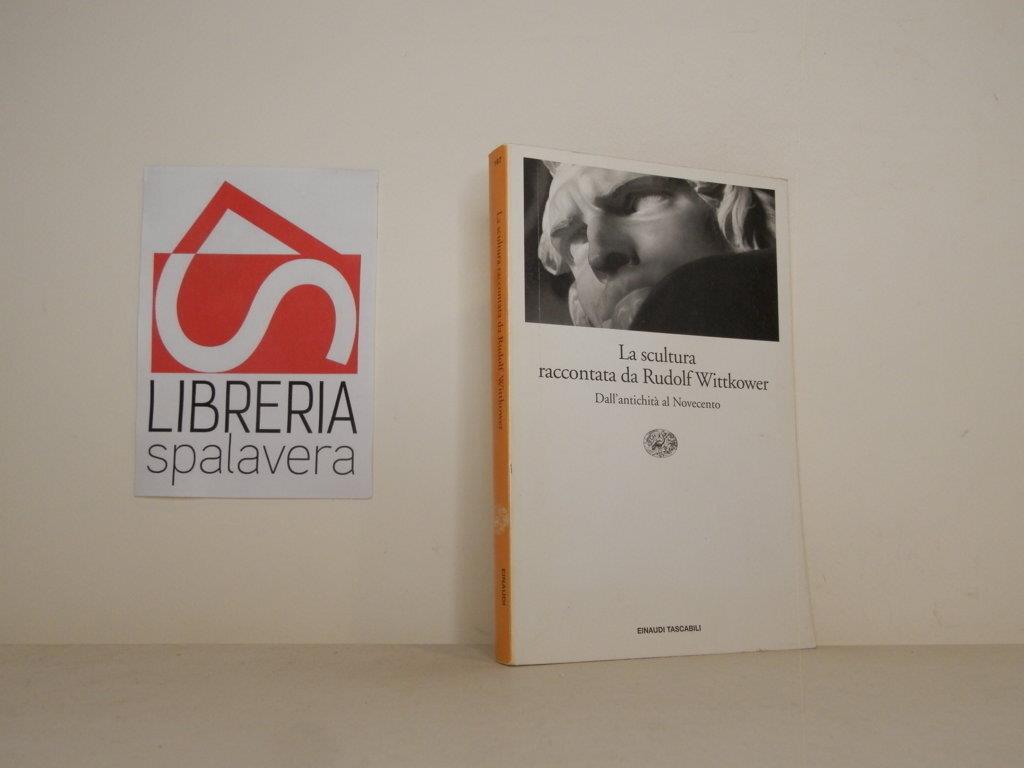 LIBRERIA
spalavera
La scultura raccontata da Rudolf Wittkower
EINAUDI
La scultura
raccontata da Rudolf Wittkower
Dall'antichità al Novecento
EINAUDI TASCABILI